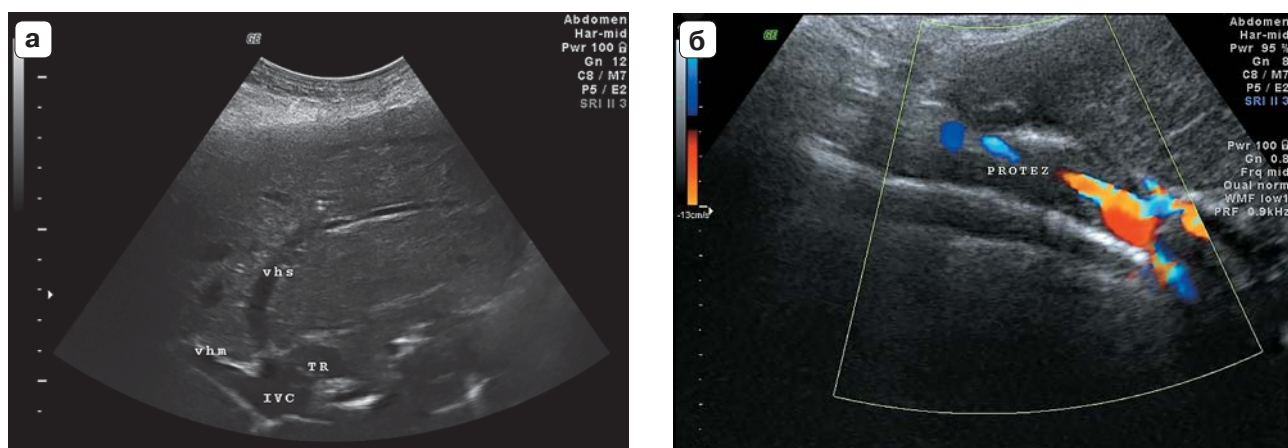 а
GE
Abdomen
Har-mid
Pwr 100
Gn 12
C8 / M7
P5 / E2
SRI II 3
vhs
vhm
TR
IVC
б
GE
Abdomen
Har-mid
Pwr 95 %
Gn 8
C8 / M7
P5 / E2
SRI II 3
Pwr 100
Gn 0.8
Frq mid
Qual norm
WMF low1
PRF 0.9kHz
PROTEZ
-13cm/s